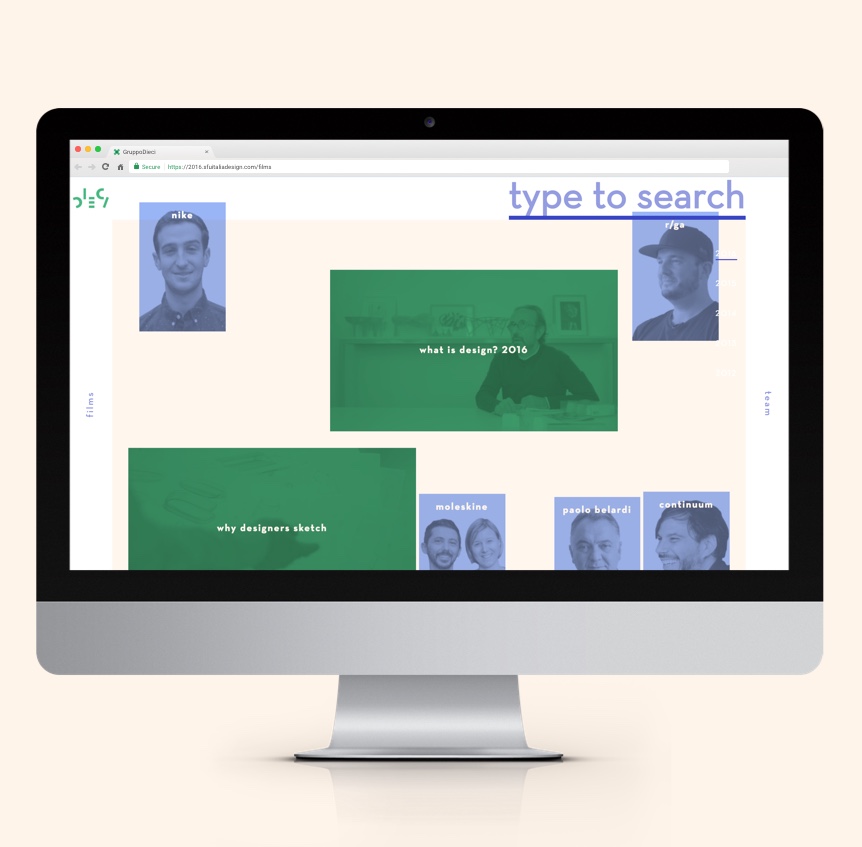 GruppoDieci
Secure https://2016.sfuitaliadesign.com/films
type to search
nike
r/ga
what is design? 2016
films
team
why designers sketch
moleskine
paolo belardi
continuum